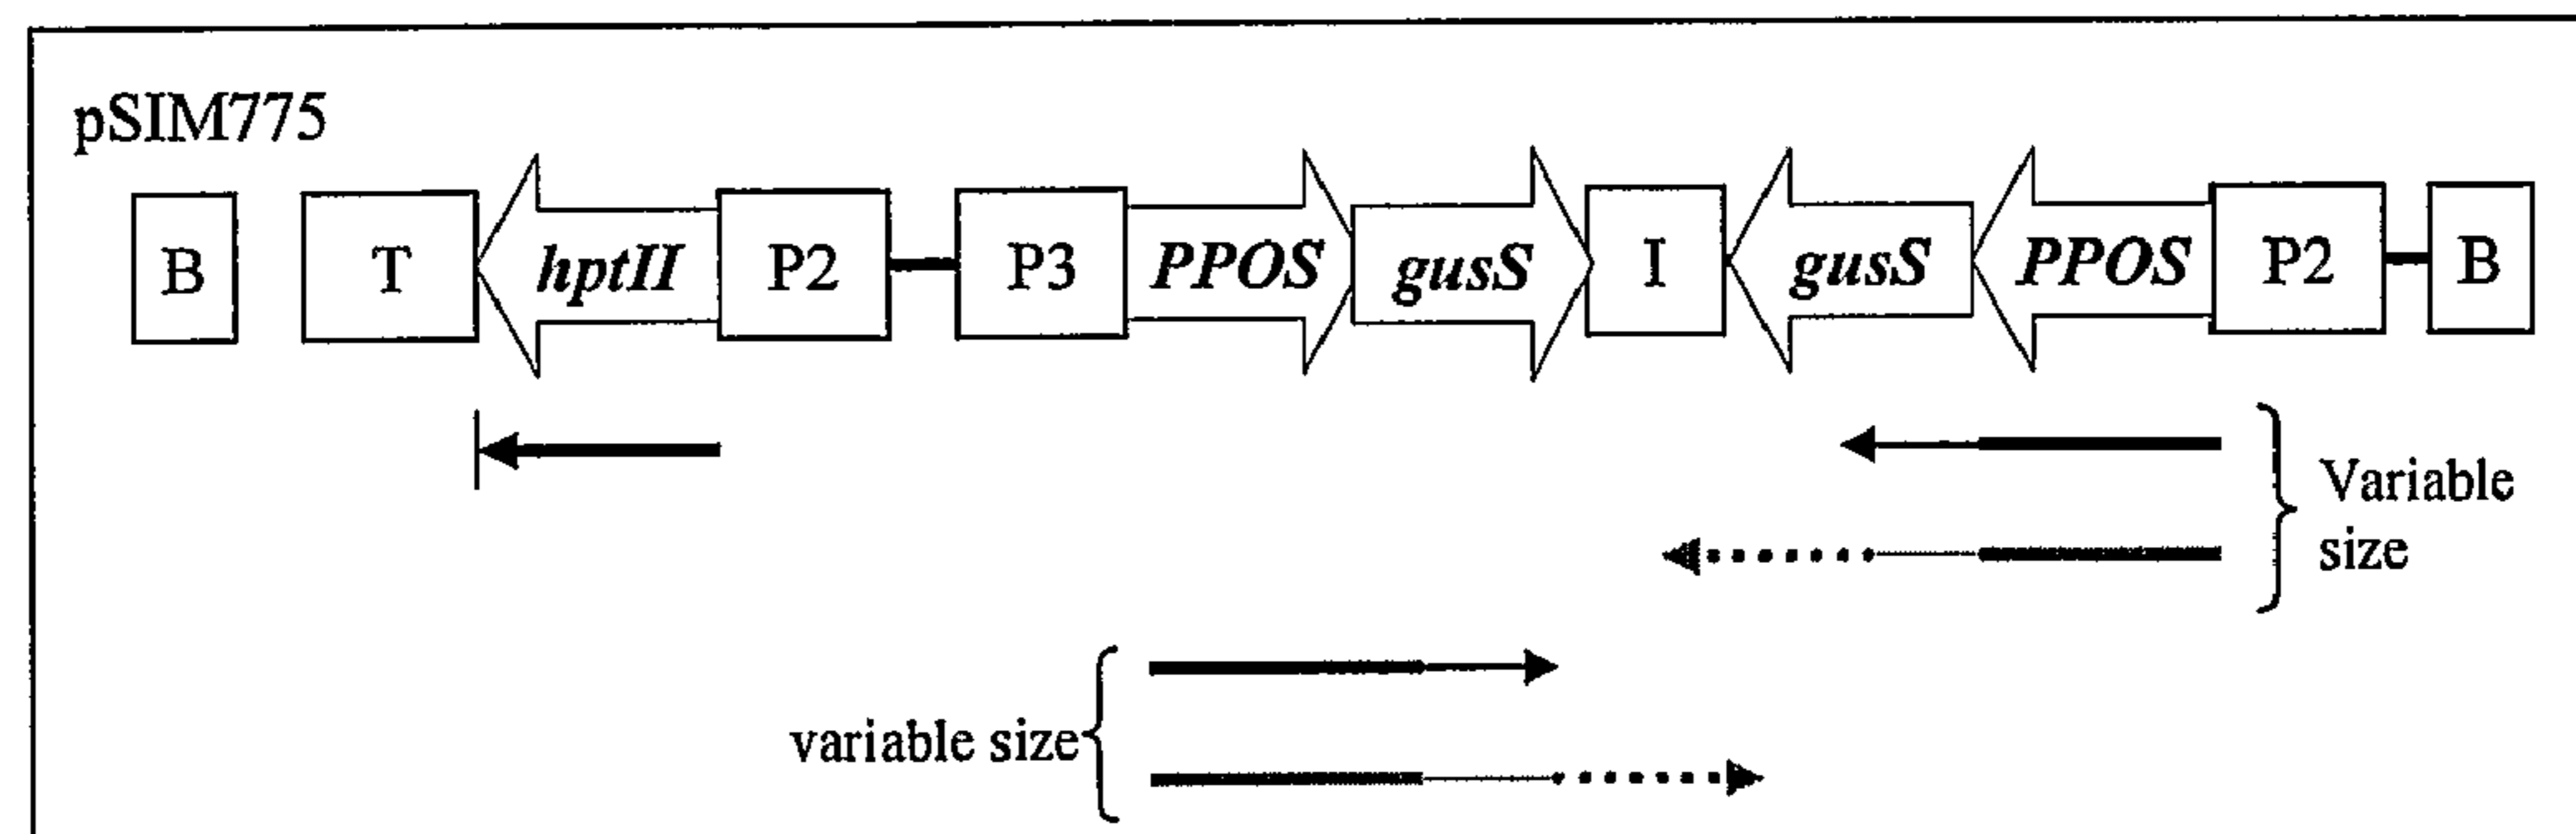 pSIM775
B T hptII P2 P3 PPOS gusS I gusS PPOS P2 B
Variable
size
variable size